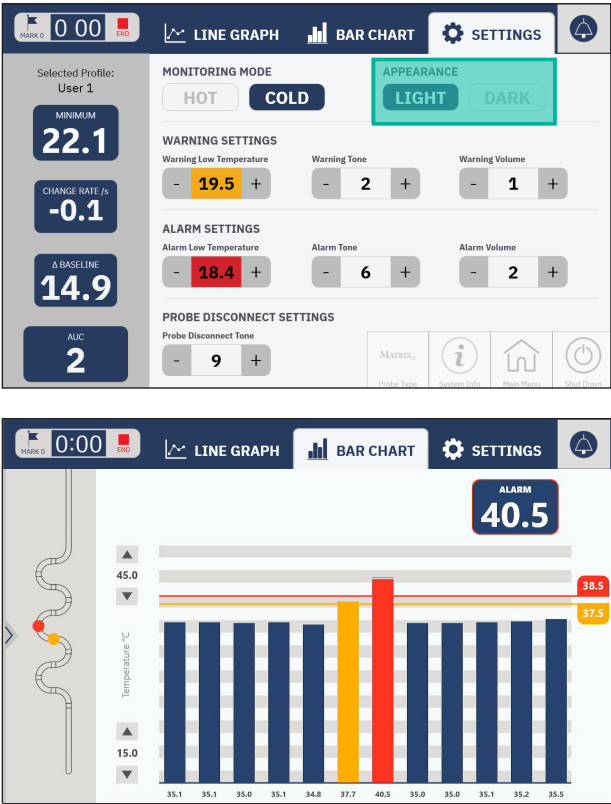 MARK 0 0 00 END LINE GRAPH BAR CHART SETTINGS
Selected Profile:
User 1
MINIMUM
22.1
CHANGE RATE /s
-0.1
Δ BASELINE
14.9
AUC
2
MONITORING MODE APPEARANCE
HOT COLD LIGHT DARK
WARNING SETTINGS
Warning Low Temperature Warning Tone Warning Volume
- 19.5 + - 2 + - 1 +
ALARM SETTINGS
Alarm Low Temperature Alarm Tone Alarm Volume
- 18.4 + - 6 + - 2 +
PROBE DISCONNECT SETTINGS
Probe Disconnect Tone
- 9 +
MATRIX
Probe Type System Info Main Menu Shut Down
MARK 0 0:00 END LINE GRAPH BAR CHART SETTINGS
ALARM
40.5
45.0
38.5
37.5
Temperature °C
15.0
35.1 35.1 35.0 35.1 34.8 37.7 40.5 35.0 35.0 35.1 35.2 35.5